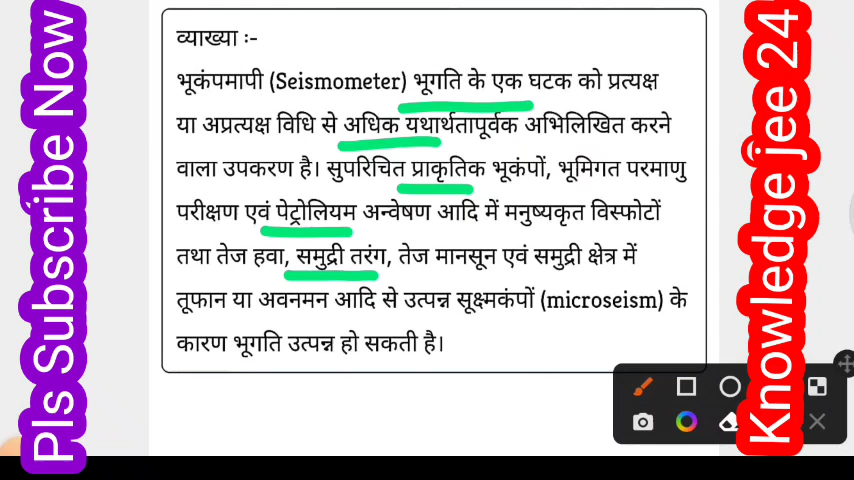 व्याख्या :-
भूकंपमापी (Seismometer) भूगति के एक घटक को प्रत्यक्ष
या अप्रत्यक्ष विधि से अधिक यथार्थतापूर्वक अभिलिखित करने
वाला उपकरण है। सुपरिचित प्राकृतिक भूकंपों, भूमिगत परमाणु
परीक्षण एवं पेट्रोलियम अन्वेषण आदि में मनुष्यकृत विस्फोटों
तथा तेज हवा, समुद्री तरंग, तेज मानसून एवं समुद्री क्षेत्र में
तूफान या अवनमन आदि से उत्पन्न सूक्ष्मकंपों (microseism) के
कारण भूगति उत्पन्न हो सकती है।
Pls Subscribe Now
Knowledge jee 24